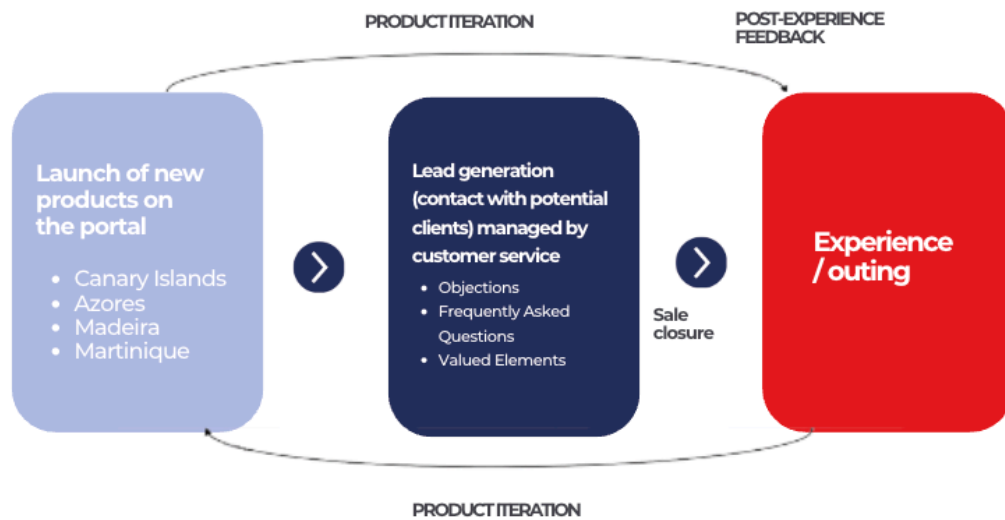 PRODUCT ITERATION
POST-EXPERIENCE
FEEDBACK
Launch of new
products on
the portal
• Canary Islands
• Azores
• Madeira
• Martinique
Lead generation
(contact with potential
clients) managed by
customer service
• Objections
• Frequently Asked
Questions
• Valued Elements
Sale
closure
Experience
/ outing
PRODUCT ITERATION